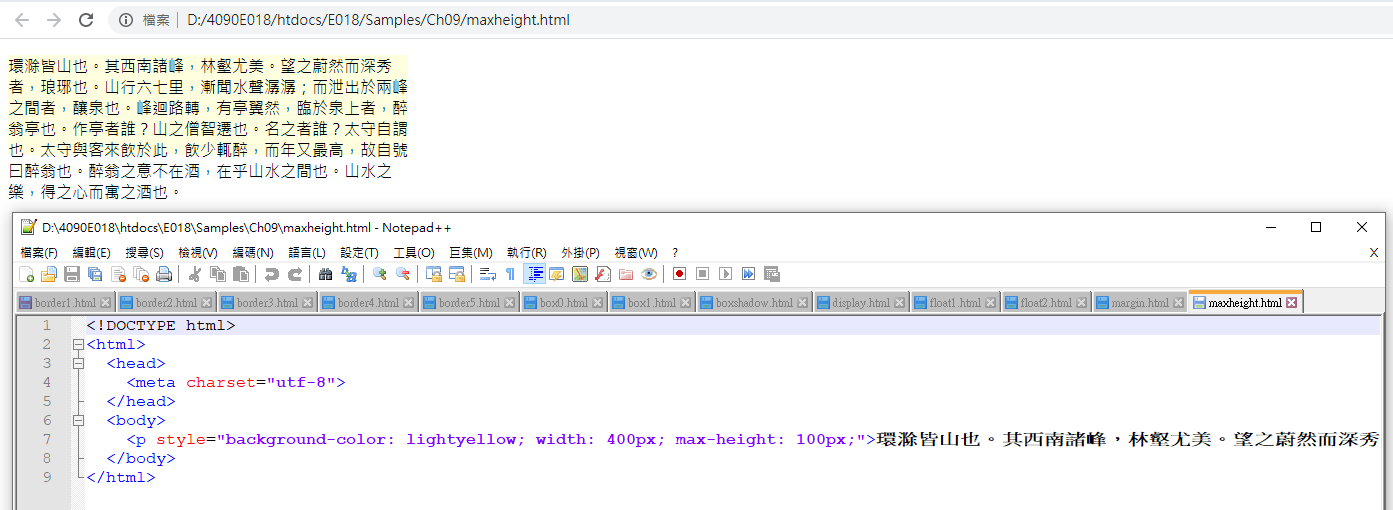 檔案 D:/4090E018/htdocs/E018/Samples/Ch09/maxheight.html
環滁皆山也。其西南諸峰，林壑尤美。望之蔚然而深秀
者，琅琊也。山行六七里，漸聞水聲潺潺；而泄出於兩峰
之間者，釀泉也。峰迴路轉，有亭翼然，臨於泉上者，醉
翁亭也。作亭者誰？山之僧智遷也。名之者誰？太守自謂
也。太守與客來飲於此，飲少輒醉，而年又最高，故自號
曰醉翁也。醉翁之意不在酒，在乎山水之間也。山水之
樂，得之心而寓之酒也。
D:\4090E018\htdocs\E018\Samples\Ch09\maxheight.html - Notepad++
檔案(F) 編輯(E) 搜尋(S) 檢視(V) 編碼(N) 語言(L) 設定(T) 工具(O) 巨集(M) 執行(R) 外掛(P) 視窗(W) ? X
border1.html border2.html border3.html border4.html border5.html box0.html box1.html boxshadow.html display.html float1.html float2.html margin.html maxheight.html
1 <!DOCTYPE html>
2 <html>
3 <head>
4 <meta charset="utf-8">
5 </head>
6 <body>
7 <p style="background-color: lightyellow; width: 400px; max-height: 100px;">環滁皆山也。其西南諸峰，林壑尤美。望之蔚然而深秀
8 </body>
9 </html>